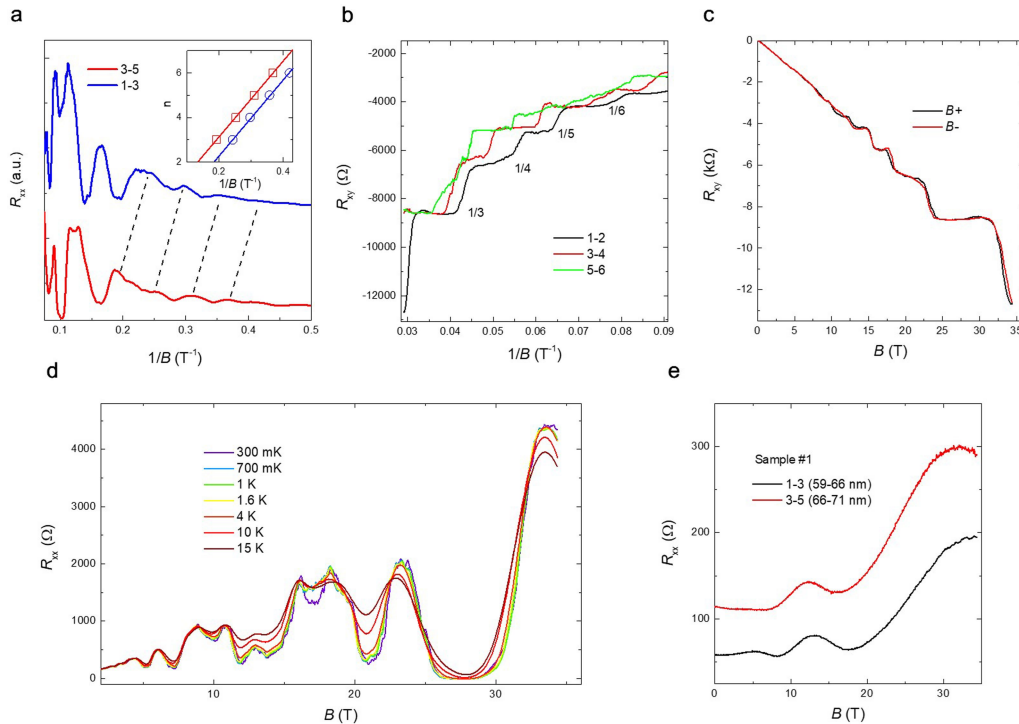 a
3-5
1-3
n
6
4
2
0.2
0.4
1/B (T⁻¹)
Rxx (a.u.)
0.1
0.2
0.3
0.4
0.5
1/B (T⁻¹)
b
-2000
-4000
-6000
-8000
-10000
-12000
Rxy (Ω)
1/3
1/4
1/5
1/6
1-2
3-4
5-6
0.03
0.04
0.05
0.06
0.07
0.08
0.09
1/B (T⁻¹)
c
0
-2
-4
-6
-8
-10
-12
Rxy (kΩ)
B+
B-
0
5
10
15
20
25
30
35
B (T)
d
4000
3000
2000
1000
0
Rxx (Ω)
300 mK
700 mK
1 K
1.6 K
4 K
10 K
15 K
10
20
30
B (T)
e
300
200
100
Rxx (Ω)
Sample #1
1-3 (59-66 nm)
3-5 (66-71 nm)
0
10
20
30
B (T)